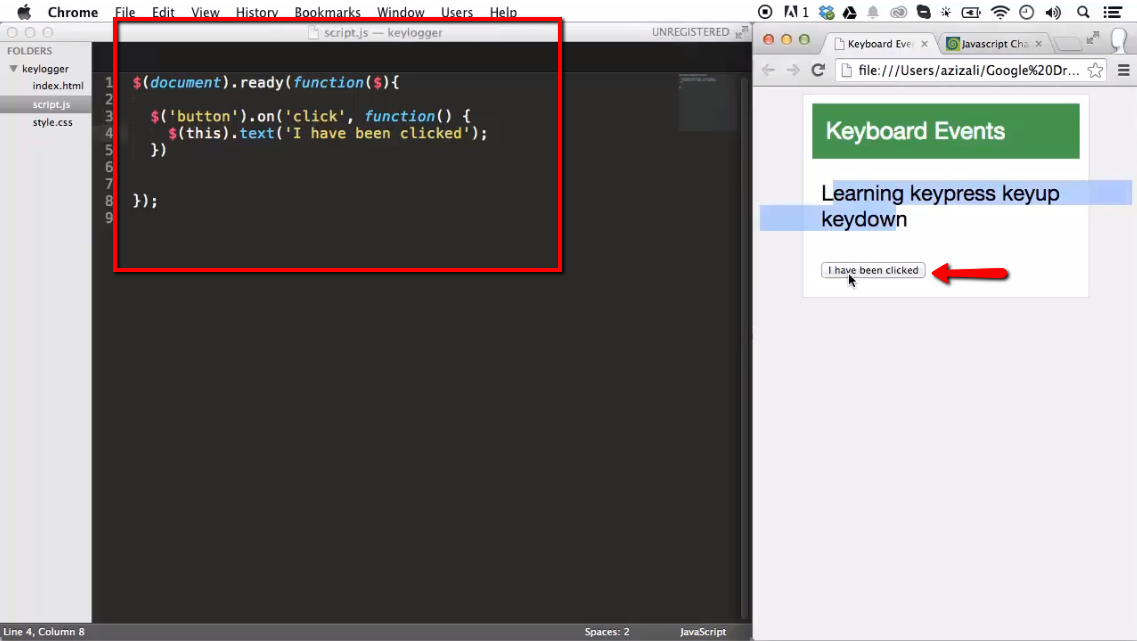 Chrome File Edit View History Bookmarks Window Users Help
1
script.js — keylogger
UNREGISTERED
FOLDERS
keylogger
index.html
script.js
style.css
1 $(document).ready(function($){
2
3 $('button').on('click', function() {
4 $(this).text('I have been clicked');
5 })
6
7
8 });
9
Line 4, Column 8
Spaces: 2
JavaScript
Keyboard Eve
Javascript Cha
file:///Users/azizali/Google%20Dr...
Keyboard Events
Learning keypress keyup
keydown
I have been clicked